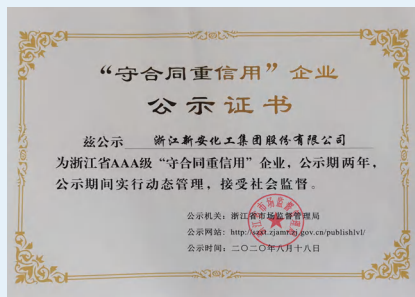 “守合同重信用”企业
公示证书
兹公示 浙江新安化工集团股份有限公司
为浙江省AAA级“守合同重信用”企业，公示期两年，
公示期间实行动态管理，接受社会监督。
公示机关：浙江省市场监督管理局
公示网站：http://szxt.zjamr.zj.gov.cn/publishlvl/
公示时间：二〇二〇年八月十八日